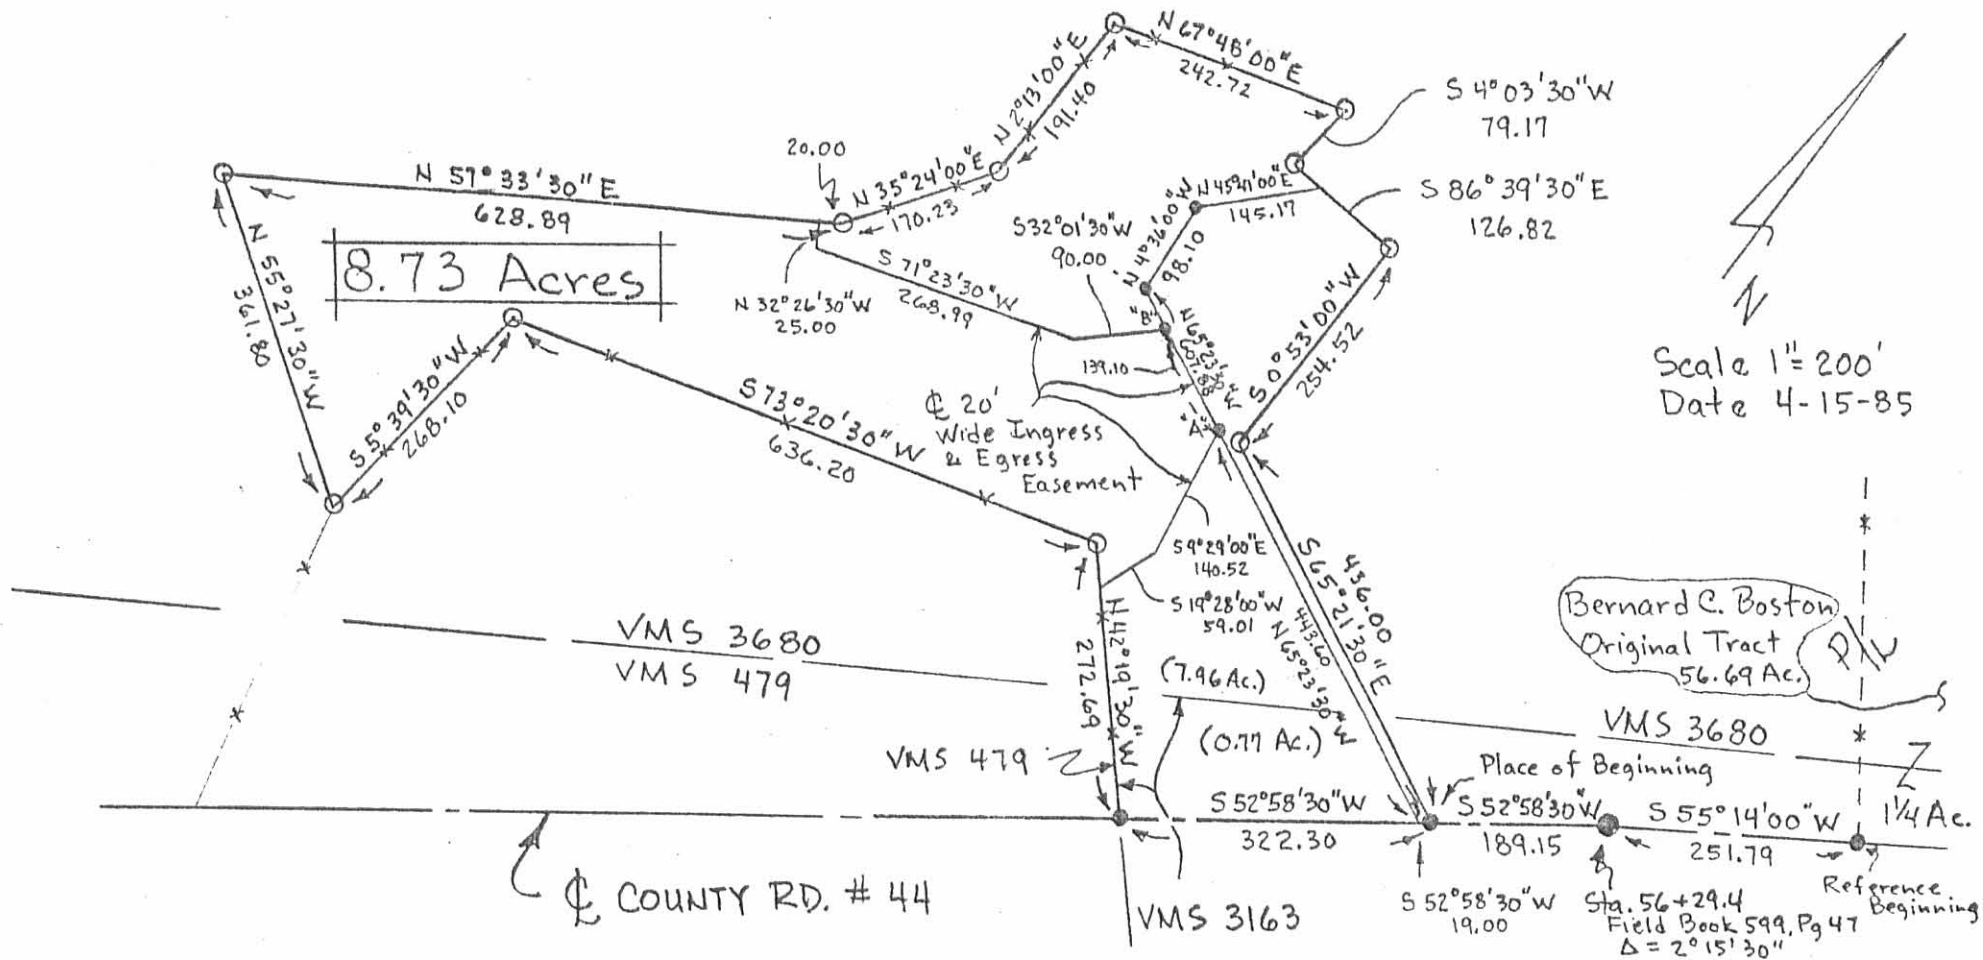 N 67°48'00"E
242.72
N 2°13'00"E
191.40
S 4°03'30"W
79.17
20.00
N 35°24'00"E
170.23
N 57°33'30"E
628.89
8.73 Acres
N 45°41'00"E
145.17
S 86°39'30"E
126.82
N 4°36'00"W
98.10
S32°01'30"W
90.00
S 71°23'30"W
268.99
N 32°26'30"W
25.00
N 55°27'30"W
361.80
"B"
N65°23'30"W
607.88
139.10
S 0°53'00"W
254.52
N
Scale 1"=200'
Date 4-15-85
S 5°39'30"W
268.10
S 73°20'30"W
636.20
℄ 20'
Wide Ingress
& Egress
Easement
"A"
S9°29'00"E
140.52
S 19°28'00"W
59.01
436.00
S 65°21'30"E
443.60
N65°23'30"W
Bernard C. Boston
Original Tract
56.69 Ac.
P/L
VMS 3680
VMS 479
N 42°19'30"W
272.69
(7.96 Ac.)
(0.77 Ac.)
VMS 3680
VMS 479
Place of Beginning
S 52°58'30"W
322.30
S 52°58'30"W
189.15
S 55°14'00"W
251.79
1¼ Ac.
℄ COUNTY RD. # 44
VMS 3163
S 52°58'30"W
19.00
Sta. 56+29.4
Field Book 599, Pg 47
Δ = 2°15'30"
Reference
Beginning